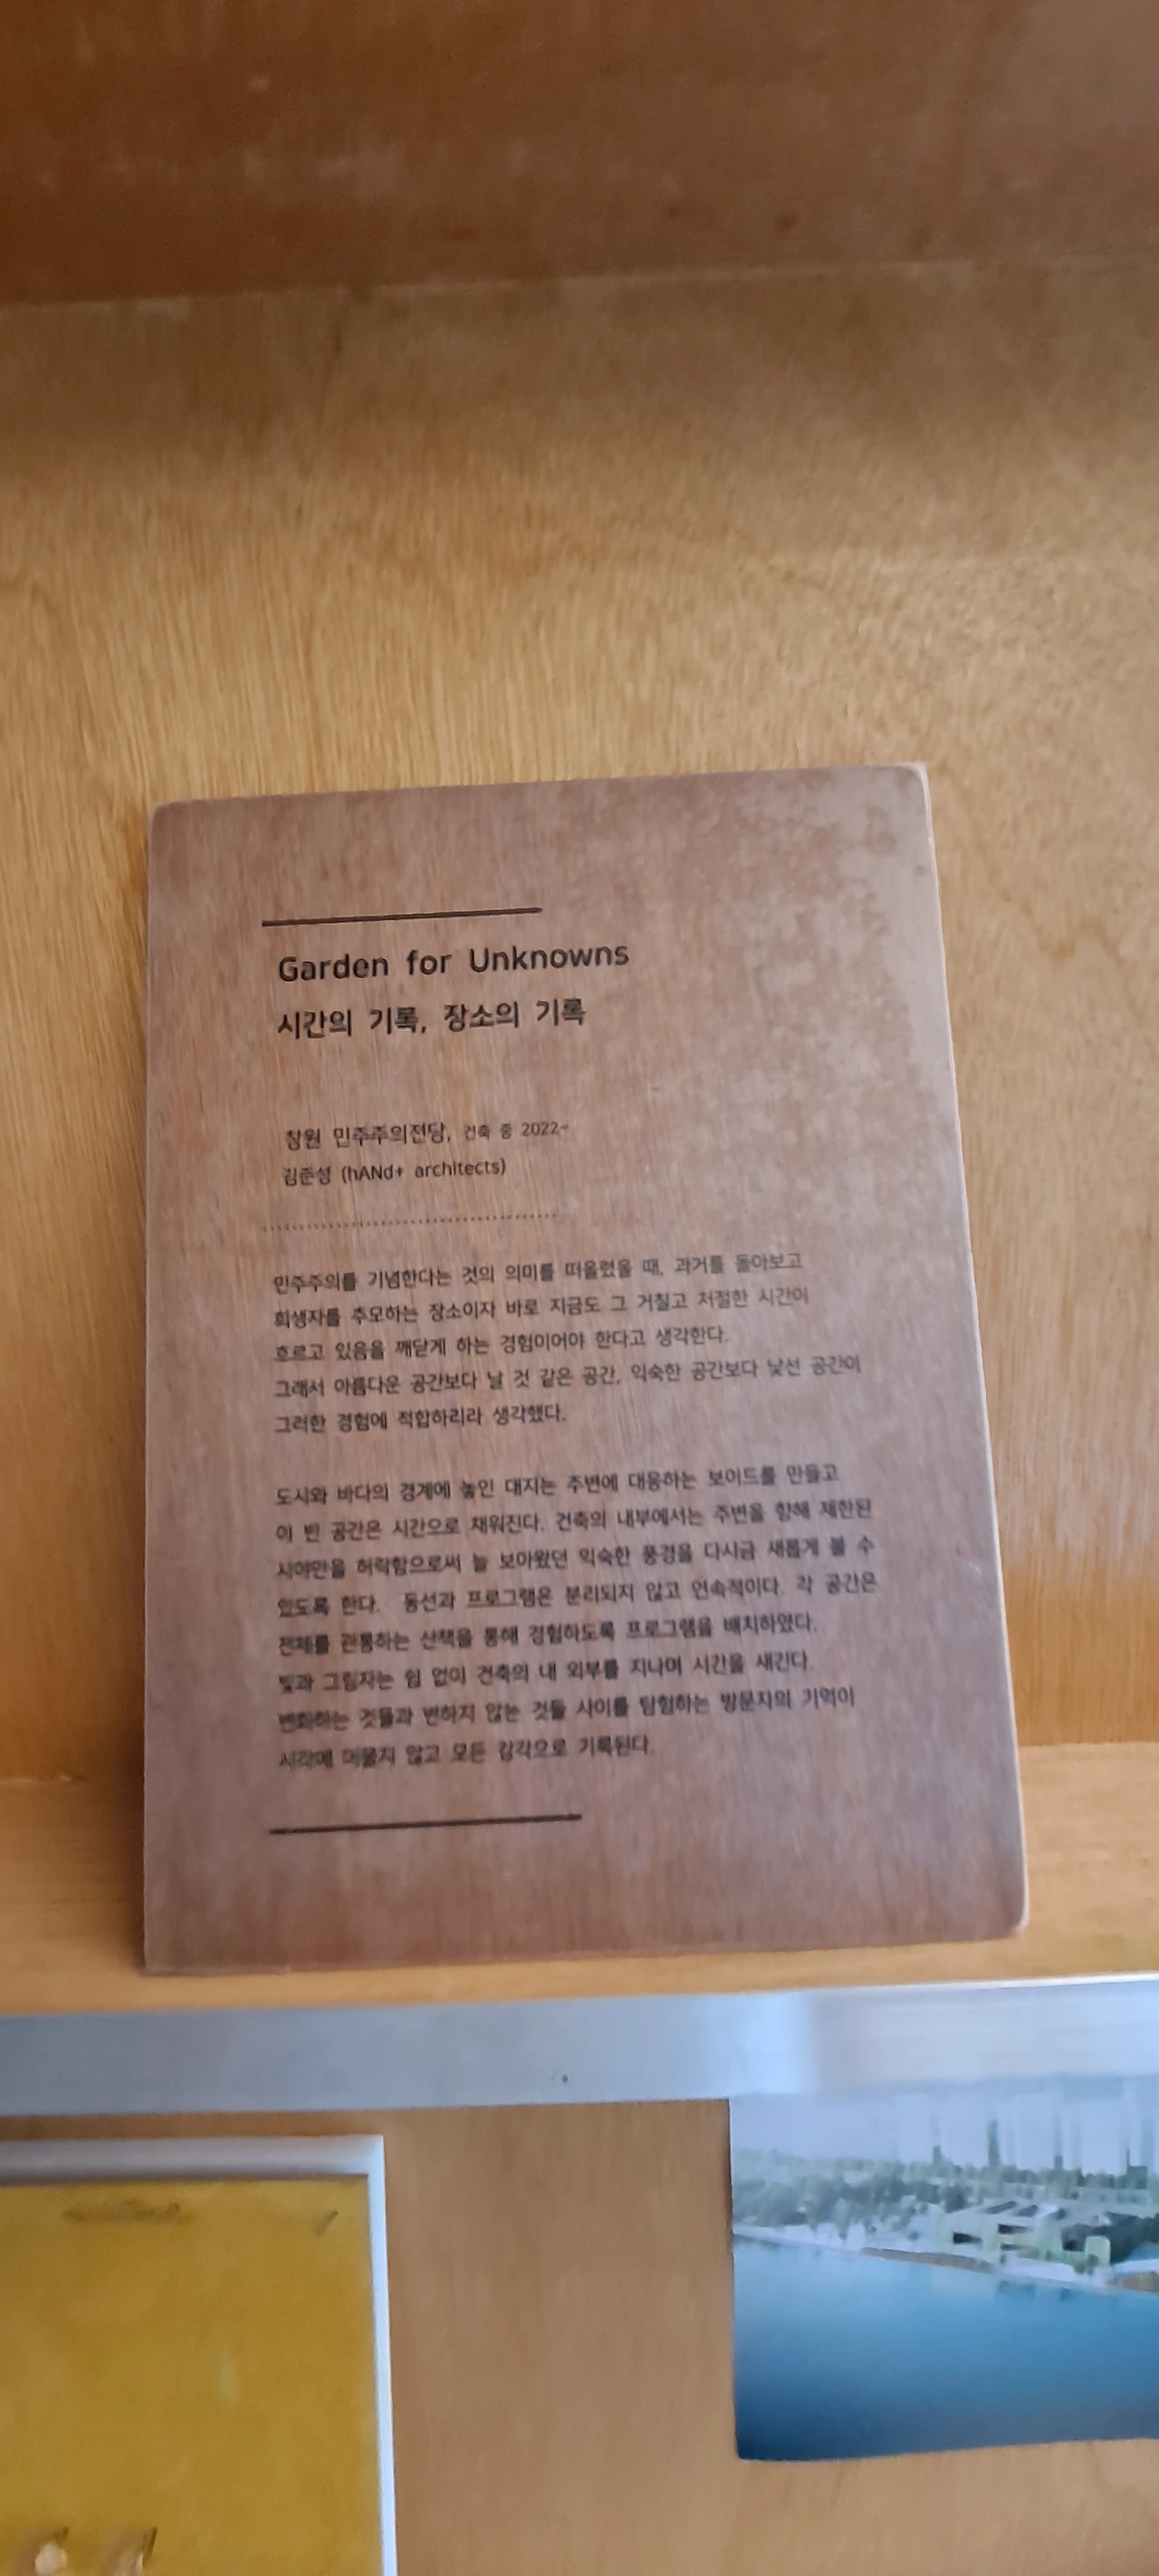 Garden for Unknowns
시간의 기록, 장소의 기록
창원 민주주의전당, 건축 중 2022~
김준성 (hANd+ architects)
민주주의를 기념한다는 것의 의미를 떠올렸을 때, 과거를 돌아보고
희생자를 추모하는 장소이자 바로 지금도 그 거칠고 처절한 시간이
흐르고 있음을 깨닫게 하는 경험이어야 한다고 생각한다.
그래서 아름다운 공간보다 날 것 같은 공간, 익숙한 공간보다 낯선 공간이
그러한 경험에 적합하리라 생각했다.
도시와 바다의 경계에 놓인 대지는 주변에 대응하는 보이드를 만들고
이 빈 공간은 시간으로 채워진다. 건축의 내부에서는 주변을 향해 제한된
시야만을 허락함으로써 늘 보아왔던 익숙한 풍경을 다시금 새롭게 볼 수
있도록 한다. 동선과 프로그램은 분리되지 않고 연속적이다. 각 공간은
전체를 관통하는 산책을 통해 경험하도록 프로그램을 배치하였다.
빛과 그림자는 쉼 없이 건축의 내 외부를 지나며 시간을 새긴다.
변화하는 것들과 변하지 않는 것들 사이를 탐험하는 방문자의 기억이
시각에 머물지 않고 모든 감각으로 기록된다.